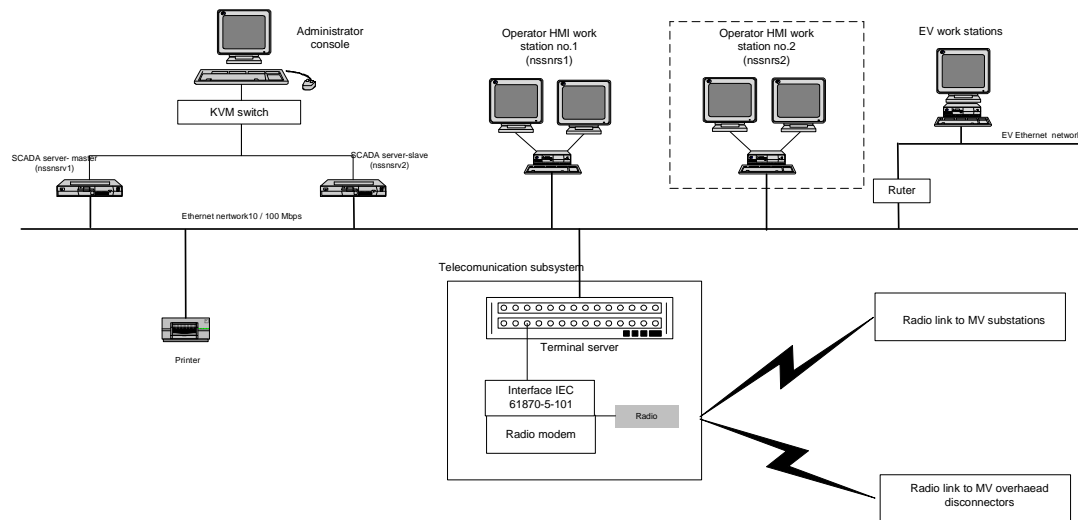 Administrator
console
KVM switch
SCADA server- master
(nssnsrv1)
SCADA server-slave
(nssnsrv2)
Operator HMI work
station no.1
(nssnrs1)
Operator HMI work
station no.2
(nssnrs2)
EV work stations
EV Ethernet network
Ruter
Ethernet nertwork10 / 100 Mbps
Printer
Telecomunication subsystem
Terminal server
Interface IEC
61870-5-101
Radio modem
Radio
Radio link to MV substations
Radio link to MV overhaead
disconnectors